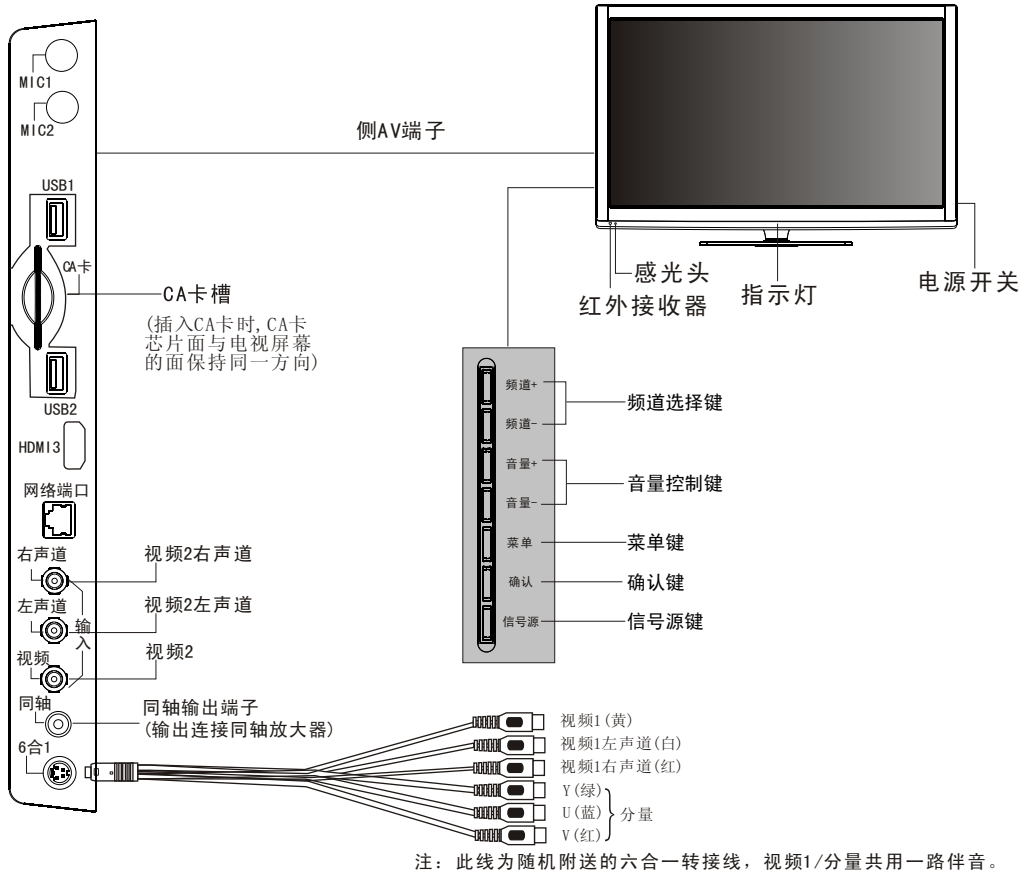 MIC1
MIC2
侧AV端子
USB1
CA卡
CA卡槽
(插入CA卡时,CA卡
芯片面与电视屏幕
的面保持同一方向)
USB2
HDMI3
网络端口
右声道
视频2右声道
左声道
视频2左声道
输
入
视频
视频2
同轴
同轴输出端子
(输出连接同轴放大器)
6合1
感光头
红外接收器
指示灯
电源开关
频道+
频道-
频道选择键
音量+
音量-
音量控制键
菜单
菜单键
确认
确认键
信号源
信号源键
视频1(黄)
视频1左声道(白)
视频1右声道(红)
Y(绿)
U(蓝)
V(红)
分量
注: 此线为随机附送的六合一转接线，视频1/分量共用一路伴音。